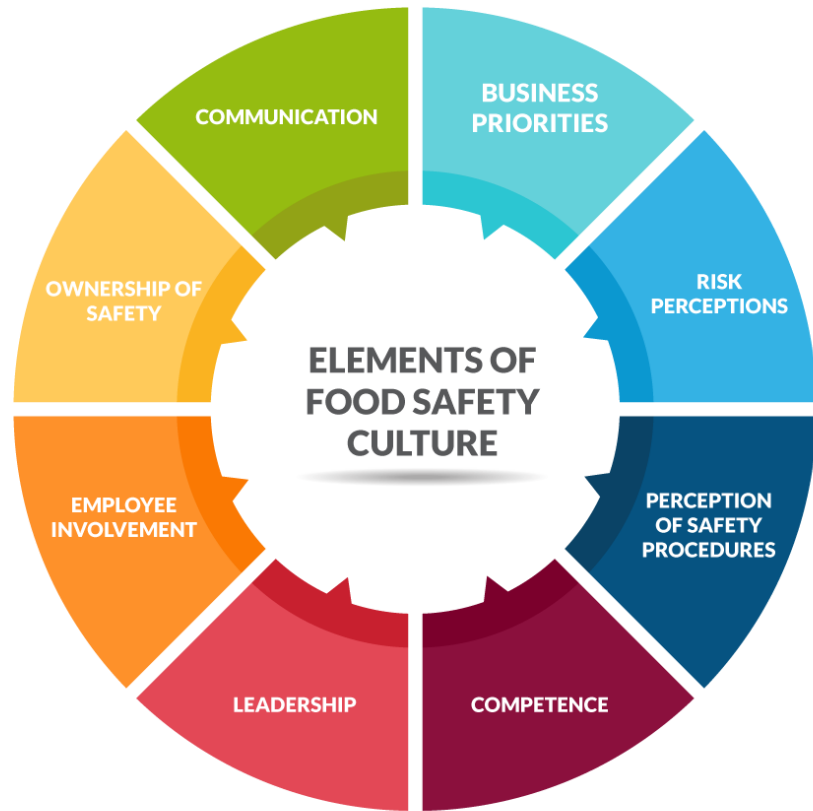 ELEMENTS OF
FOOD SAFETY
CULTURE
BUSINESS
PRIORITIES
RISK
PERCEPTIONS
PERCEPTION
OF SAFETY
PROCEDURES
COMPETENCE
LEADERSHIP
EMPLOYEE
INVOLVEMENT
OWNERSHIP OF
SAFETY
COMMUNICATION